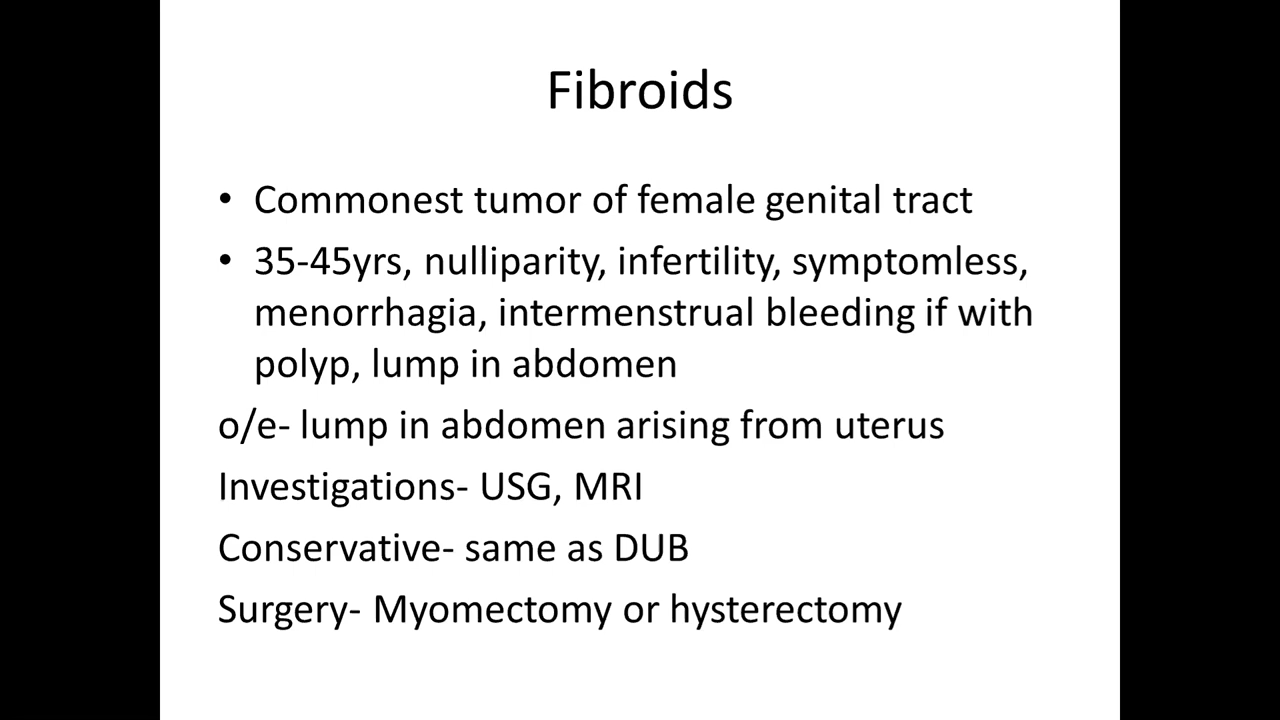 Fibroids
• Commonest tumor of female genital tract
• 35-45yrs, nulliparity, infertility, symptomless,
menorrhagia, intermenstrual bleeding if with
polyp, lump in abdomen
o/e- lump in abdomen arising from uterus
Investigations- USG, MRI
Conservative- same as DUB
Surgery- Myomectomy or hysterectomy